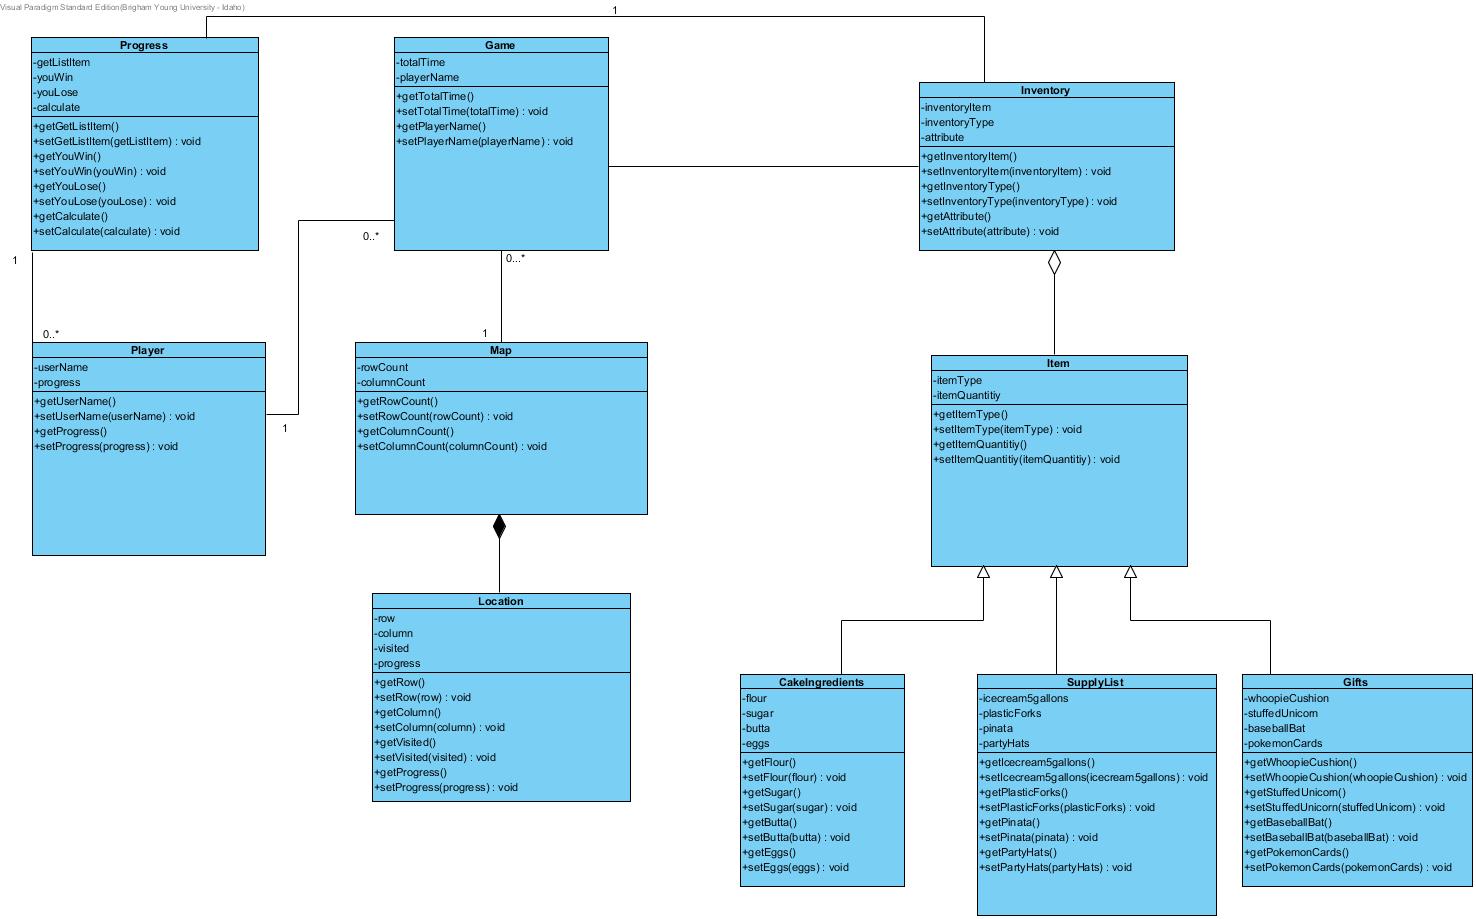 Visual Paradigm Standard Edition(Brigham Young University - Idaho)
1
Progress
-getListItem
-youWin
-youLose
-calculate
+getGetListItem()
+setGetListItem(getListItem) : void
+getYouWin()
+setYouWin(youWin) : void
+getYouLose()
+setYouLose(youLose) : void
+getCalculate()
+setCalculate(calculate) : void
Game
-totalTime
-playerName
+getTotalTime()
+setTotalTime(totalTime) : void
+getPlayerName()
+setPlayerName(playerName) : void
Inventory
-inventoryItem
-inventoryType
-attribute
+getInventoryItem()
+setInventoryItem(inventoryItem) : void
+getInventoryType()
+setInventoryType(inventoryType) : void
+getAttribute()
+setAttribute(attribute) : void
0..*
1
0...*
0..*
1
1
Player
-userName
-progress
+getUserName()
+setUserName(userName) : void
+getProgress()
+setProgress(progress) : void
Map
-rowCount
-columnCount
+getRowCount()
+setRowCount(rowCount) : void
+getColumnCount()
+setColumnCount(columnCount) : void
Item
-itemType
-itemQuantitiy
+getItemType()
+setItemType(itemType) : void
+getItemQuantitiy()
+setItemQuantitiy(itemQuantitiy) : void
Location
-row
-column
-visited
-progress
+getRow()
+setRow(row) : void
+getColumn()
+setColumn(column) : void
+getVisited()
+setVisited(visited) : void
+getProgress()
+setProgress(progress) : void
CakeIngredients
-flour
-sugar
-butta
-eggs
+getFlour()
+setFlour(flour) : void
+getSugar()
+setSugar(sugar) : void
+getButta()
+setButta(butta) : void
+getEggs()
+setEggs(eggs) : void
SupplyList
-icecream5gallons
-plasticForks
-pinata
-partyHats
+getIcecream5gallons()
+setIcecream5gallons(icecream5gallons) : void
+getPlasticForks()
+setPlasticForks(plasticForks) : void
+getPinata()
+setPinata(pinata) : void
+getPartyHats()
+setPartyHats(partyHats) : void
Gifts
-whoopieCushion
-stuffedUnicorn
-baseballBat
-pokemonCards
+getWhoopieCushion()
+setWhoopieCushion(whoopieCushion) : void
+getStuffedUnicorn()
+setStuffedUnicorn(stuffedUnicorn) : void
+getBaseballBat()
+setBaseballBat(baseballBat) : void
+getPokemonCards()
+setPokemonCards(pokemonCards) : void